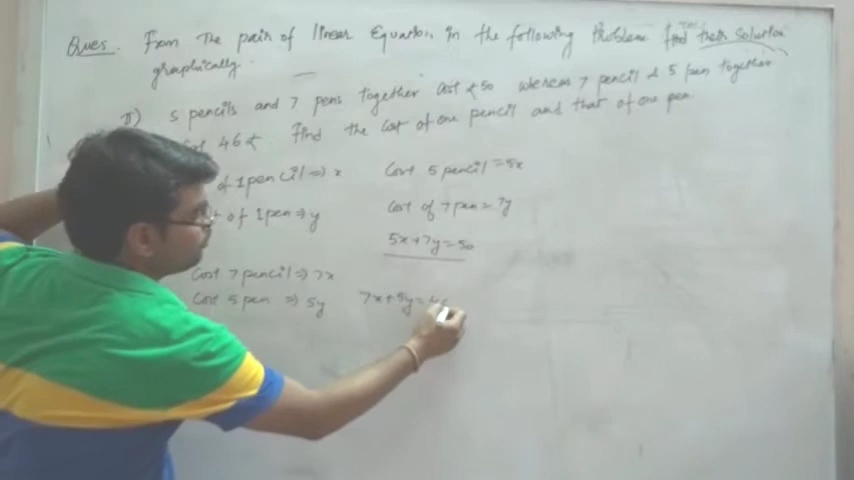 Ques. From The pair of linear Equation in the following Problem find their solution
graphically.
II) 5 pencils and 7 pens together cost ₹50 whereas 7 pencil & 5 pen together
46₹ Find the cost of one pencil and that of one pen
of 1 pencil => x Cost 5 pencil = 5x
of 1 pen => y Cost of 7 pen = 7y
5x+7y=50
Cost 7 pencil => 7x
Cost 5 pen => 5y 7x+5y=